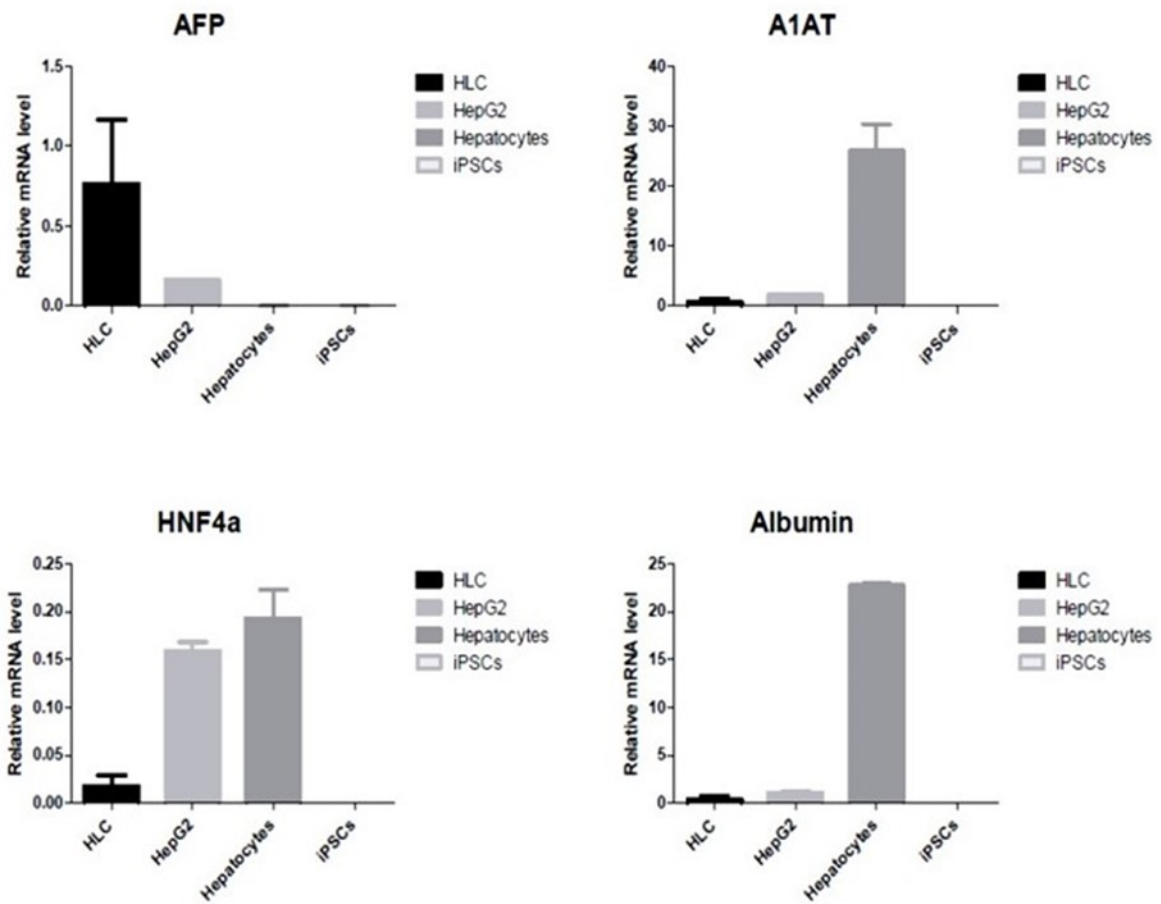 AFP
Relative mRNA level
1.5
1.0
0.5
0.0
HLC
HepG2
Hepatocytes
iPSCs
HLC
HepG2
Hepatocytes
iPSCs
A1AT
Relative mRNA level
40
30
20
10
0
HLC
HepG2
Hepatocytes
iPSCs
HLC
HepG2
Hepatocytes
iPSCs
HNF4a
Relative mRNA level
0.25
0.20
0.15
0.10
0.05
0.00
HLC
HepG2
Hepatocytes
iPSCs
HLC
HepG2
Hepatocytes
iPSCs
Albumin
Relative mRNA level
25
20
15
10
5
0
HLC
HepG2
Hepatocytes
iPSCs
HLC
HepG2
Hepatocytes
iPSCs